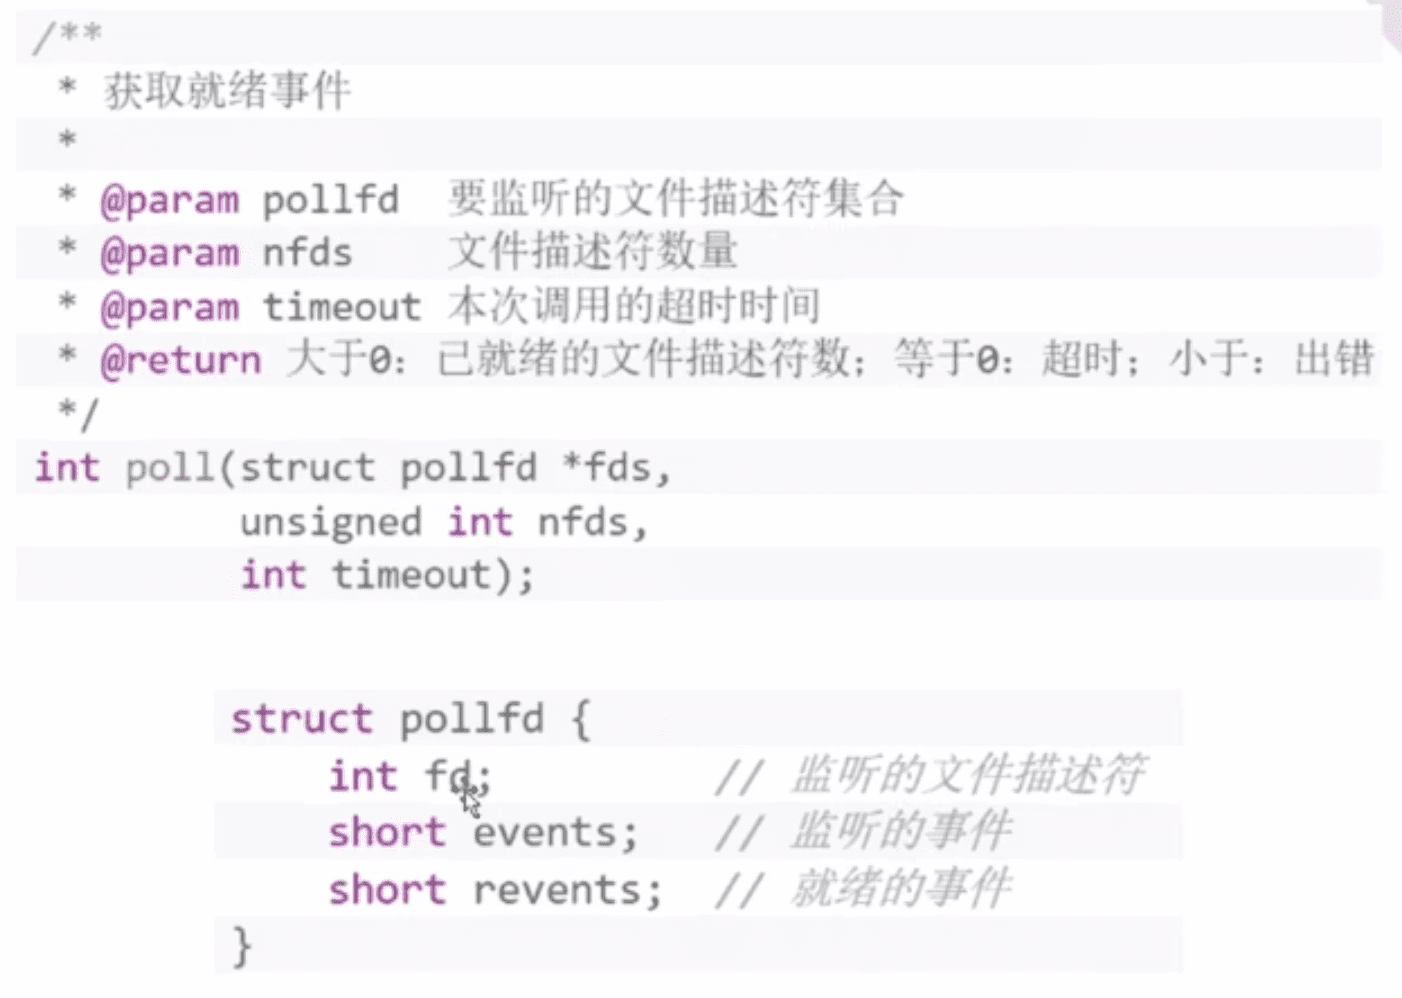 /**
 * 获取就绪事件
 *
 * @param pollfd 要监听的文件描述符集合
 * @param nfds 文件描述符数量
 * @param timeout 本次调用的超时时间
 * @return 大于0：已就绪的文件描述符数；等于0：超时；小于：出错
 */
int poll(struct pollfd *fds,
unsigned int nfds,
int timeout);
struct pollfd {
int fd; // 监听的文件描述符
short events; // 监听的事件
short revents; // 就绪的事件
}